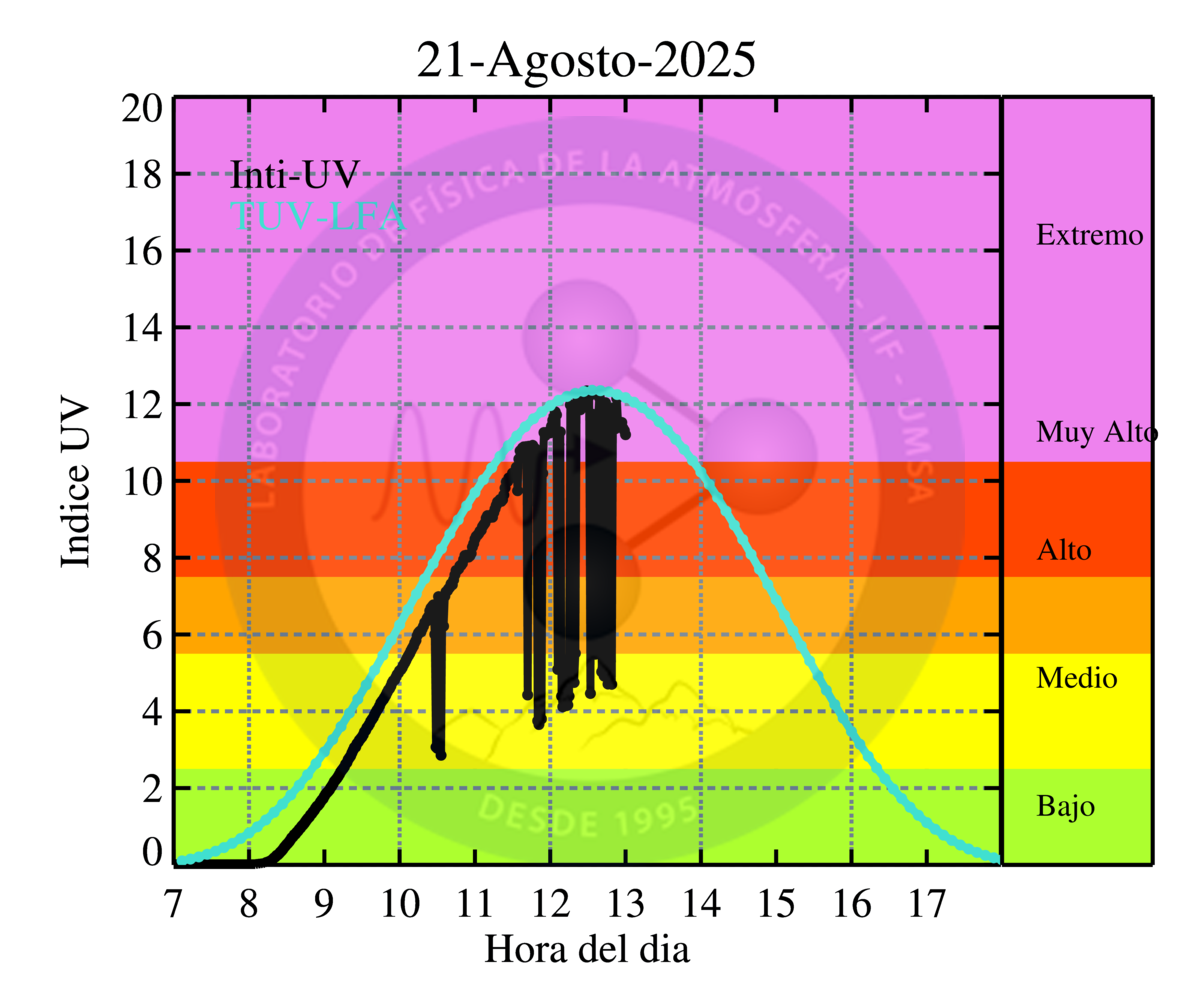 21-Agosto-2025
20
18
16
14
12
10
8
6
4
2
0
Indice UV
Inti-UV
TUV-LFA
LABORATORIO DE FÍSICA DE LA ATMÓSFERA - IIF - UMSA
DESDE 1995
Extremo
Muy Alto
Alto
Medio
Bajo
7 8 9 10 11 12 13 14 15 16 17
Hora del dia